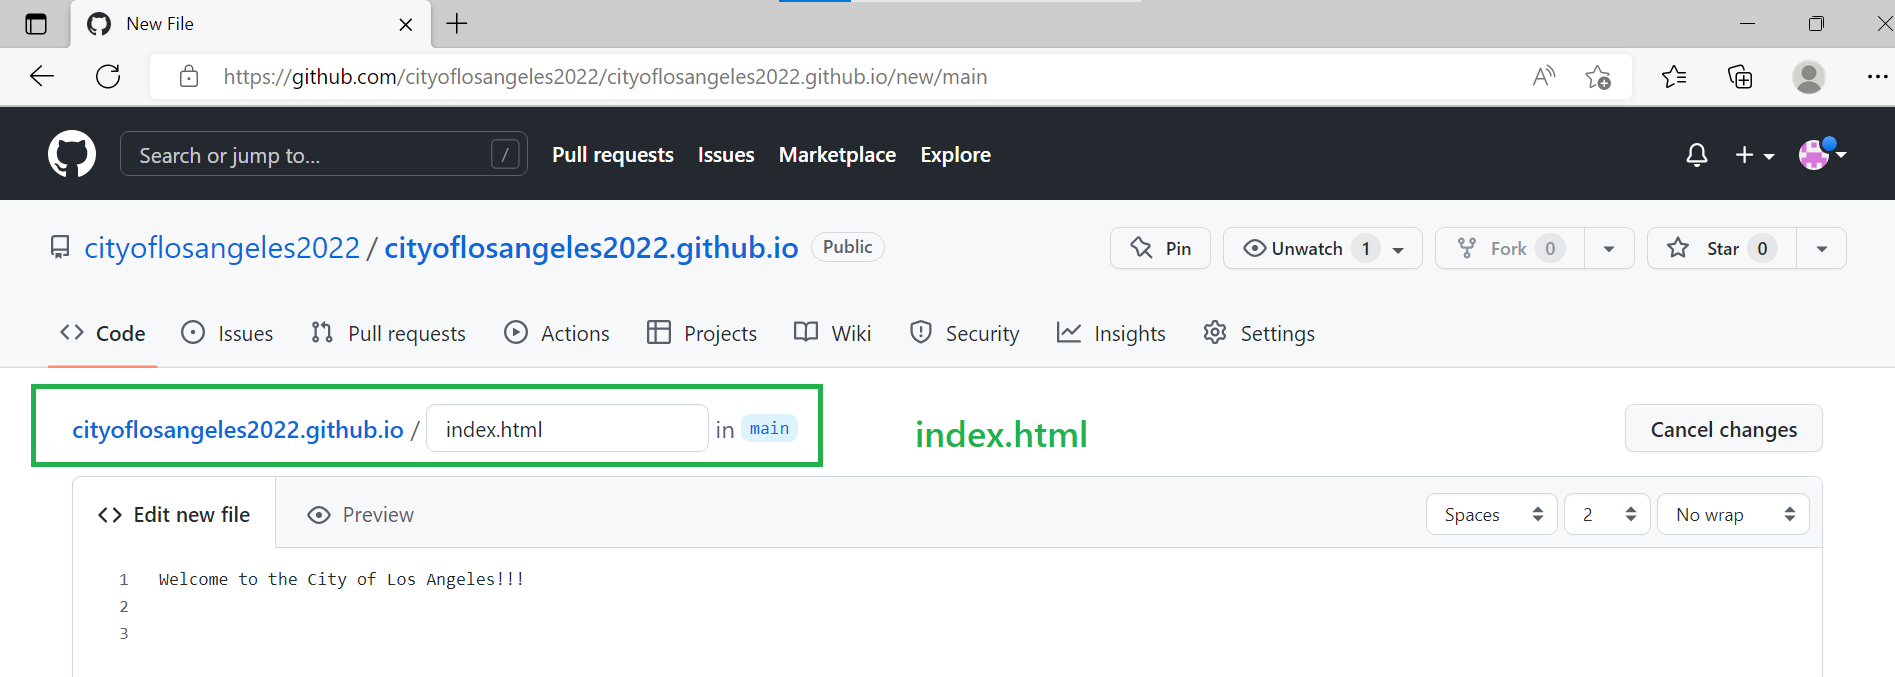 New File
https://github.com/cityoflosangeles2022/cityoflosangeles2022.github.io/new/main
Search or jump to... /
Pull requests Issues Marketplace Explore
cityoflosangeles2022 / cityoflosangeles2022.github.io Public
Pin Unwatch 1 Fork 0 Star 0
Code Issues Pull requests Actions Projects Wiki Security Insights Settings
cityoflosangeles2022.github.io / index.html in main
index.html
Cancel changes
Edit new file Preview
Spaces 2 No wrap
1 Welcome to the City of Los Angeles!!!
2
3